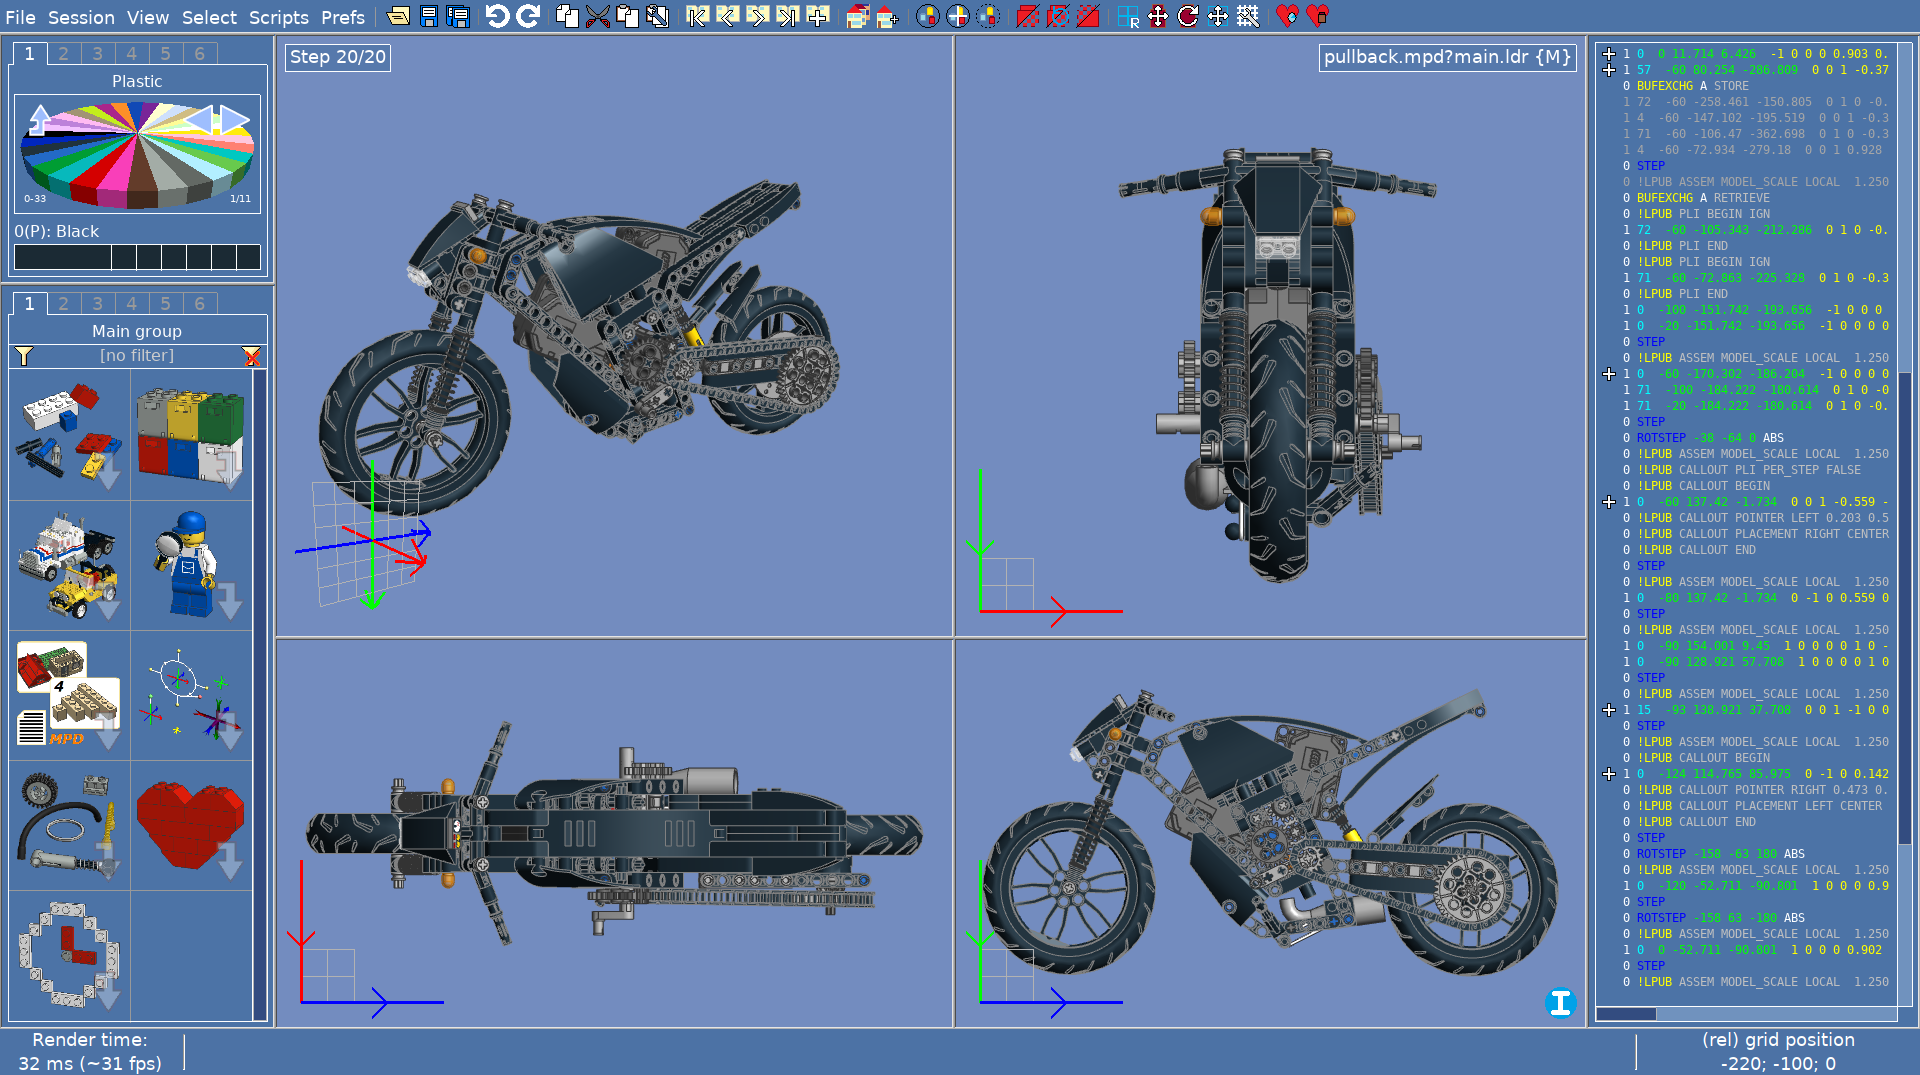 File Session View Select Scripts Prefs
1 2 3 4 5 6
Plastic
0-33 1/11
0(P): Black
1 2 3 4 5 6
Main group
[no filter]
4
MPD
Step 20/20
pullback.mpd?main.ldr {M}
R
1 0 0 11.714 6.426 -1 0 0 0 0.903 0.
1 57 -60 80.254 -286.809 0 0 1 -0.37
0 BUFEXCHG A STORE
1 72 -60 -258.461 -150.805 0 1 0 -0.
1 4 -60 -147.102 -195.519 0 0 1 -0.3
1 71 -60 -106.47 -362.698 0 0 1 -0.3
1 4 -60 -72.934 -279.18 0 0 1 0.928
0 STEP
0 !LPUB ASSEM MODEL_SCALE LOCAL 1.250
0 BUFEXCHG A RETRIEVE
0 !LPUB PLI BEGIN IGN
1 72 -60 -105.343 -212.286 0 1 0 -0.
0 !LPUB PLI END
0 !LPUB PLI BEGIN IGN
1 71 -60 -72.863 -225.328 0 1 0 -0.3
0 !LPUB PLI END
1 0 -100 -151.742 -193.656 -1 0 0 0
1 0 -20 -151.742 -193.656 -1 0 0 0 0
0 STEP
0 !LPUB ASSEM MODEL_SCALE LOCAL 1.250
1 0 -60 -170.302 -186.204 -1 0 0 0 0
1 71 -100 -184.222 -180.614 0 1 0 -0
1 71 -20 -184.222 -180.614 0 1 0 -0.
0 STEP
0 ROTSTEP -38 -64 0 ABS
0 !LPUB ASSEM MODEL_SCALE LOCAL 1.250
0 !LPUB CALLOUT PLI PER_STEP FALSE
0 !LPUB CALLOUT BEGIN
1 0 -60 137.42 -1.734 0 0 1 -0.559 -
0 !LPUB CALLOUT POINTER LEFT 0.203 0.5
0 !LPUB CALLOUT PLACEMENT RIGHT CENTER
0 !LPUB CALLOUT END
0 STEP
0 !LPUB ASSEM MODEL_SCALE LOCAL 1.250
1 0 -80 137.42 -1.734 0 -1 0 0.559 0
0 STEP
0 !LPUB ASSEM MODEL_SCALE LOCAL 1.250
1 0 -90 154.001 9.45 1 0 0 0 0 1 0 -
1 0 -90 128.921 57.708 1 0 0 0 0 1 0
0 STEP
0 !LPUB ASSEM MODEL_SCALE LOCAL 1.250
1 15 -93 138.921 37.708 0 0 1 -1 0 0
0 STEP
0 !LPUB ASSEM MODEL_SCALE LOCAL 1.250
0 !LPUB CALLOUT BEGIN
1 0 -124 114.765 85.975 0 -1 0 0.142
0 !LPUB CALLOUT POINTER RIGHT 0.473 0.
0 !LPUB CALLOUT PLACEMENT LEFT CENTER
0 !LPUB CALLOUT END
0 STEP
0 ROTSTEP -158 -63 180 ABS
0 !LPUB ASSEM MODEL_SCALE LOCAL 1.250
1 0 -120 -52.711 -90.801 1 0 0 0 0.9
0 STEP
0 ROTSTEP -158 63 -180 ABS
0 !LPUB ASSEM MODEL_SCALE LOCAL 1.250
1 0 0 -52.711 -90.801 1 0 0 0 0.902
0 STEP
0 !LPUB ASSEM MODEL_SCALE LOCAL 1.250
Render time:
32 ms (~31 fps)
(rel) grid position
-220; -100; 0